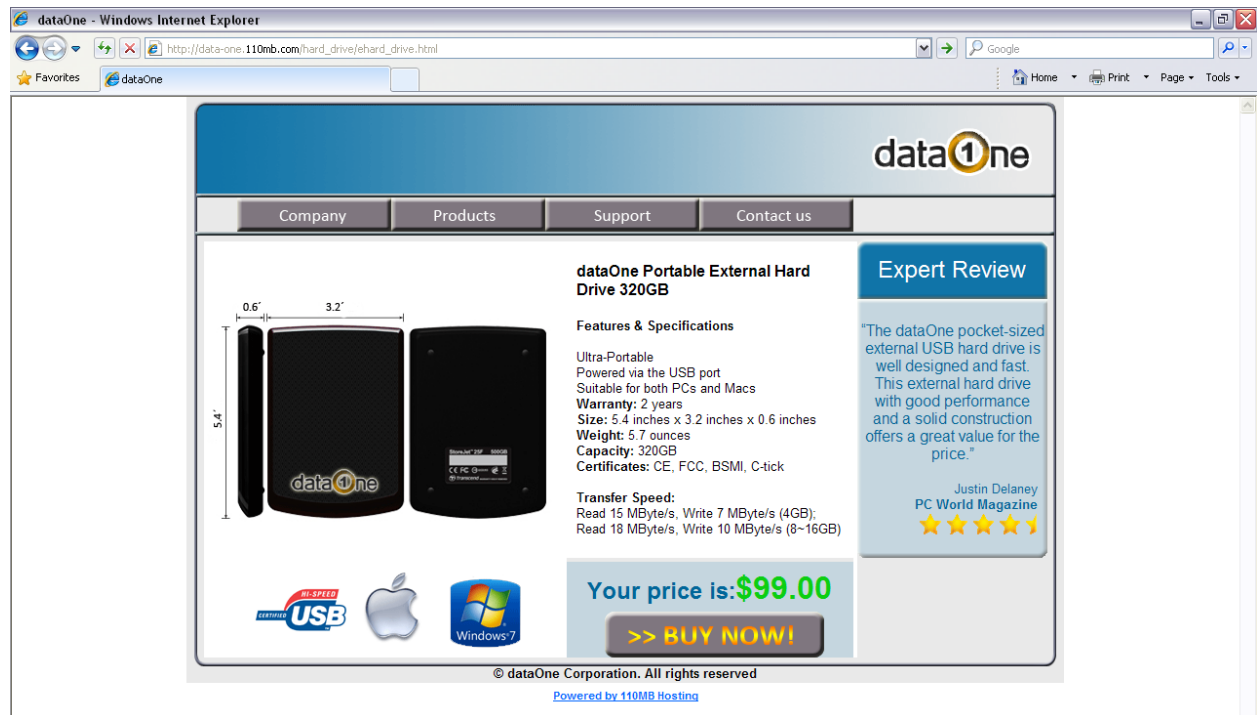 dataOne - Windows Internet Explorer
http://data-one.110mb.com/hard_drive/ehard_drive.html
Google
Favorites
dataOne
Home
Print
Page
Tools
data1ne
Company
Products
Support
Contact us
dataOne Portable External Hard
Drive 320GB
Features & Specifications
Ultra-Portable
Powered via the USB port
Suitable for both PCs and Macs
Warranty: 2 years
Size: 5.4 inches x 3.2 inches x 0.6 inches
Weight: 5.7 ounces
Capacity: 320GB
Certificates: CE, FCC, BSMI, C-tick
Transfer Speed:
Read 15 MByte/s, Write 7 MByte/s (4GB);
Read 18 MByte/s, Write 10 MByte/s (8~16GB)
0.6´
3.2´
5.4´
data1ne
StoreJet™ 25F 500GB
Transcend
HI-SPEED
CERTIFIED
USB
Windows 7
Your price is:$99.00
>> BUY NOW!
Expert Review
"The dataOne pocket-sized
external USB hard drive is
well designed and fast.
This external hard drive
with good performance
and a solid construction
offers a great value for the
price."
Justin Delaney
PC World Magazine
© dataOne Corporation. All rights reserved
Powered by 110MB Hosting